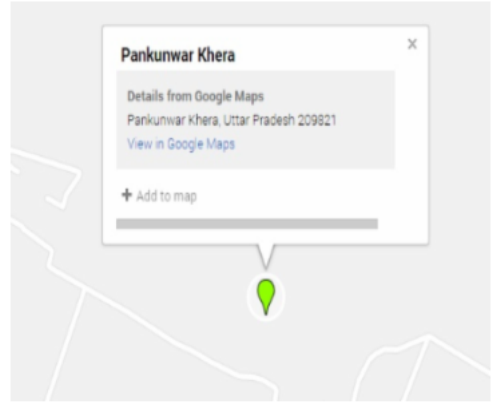 Pankunwar Khera
Details from Google Maps
Pankunwar Khera, Uttar Pradesh 209821
View in Google Maps
+ Add to map